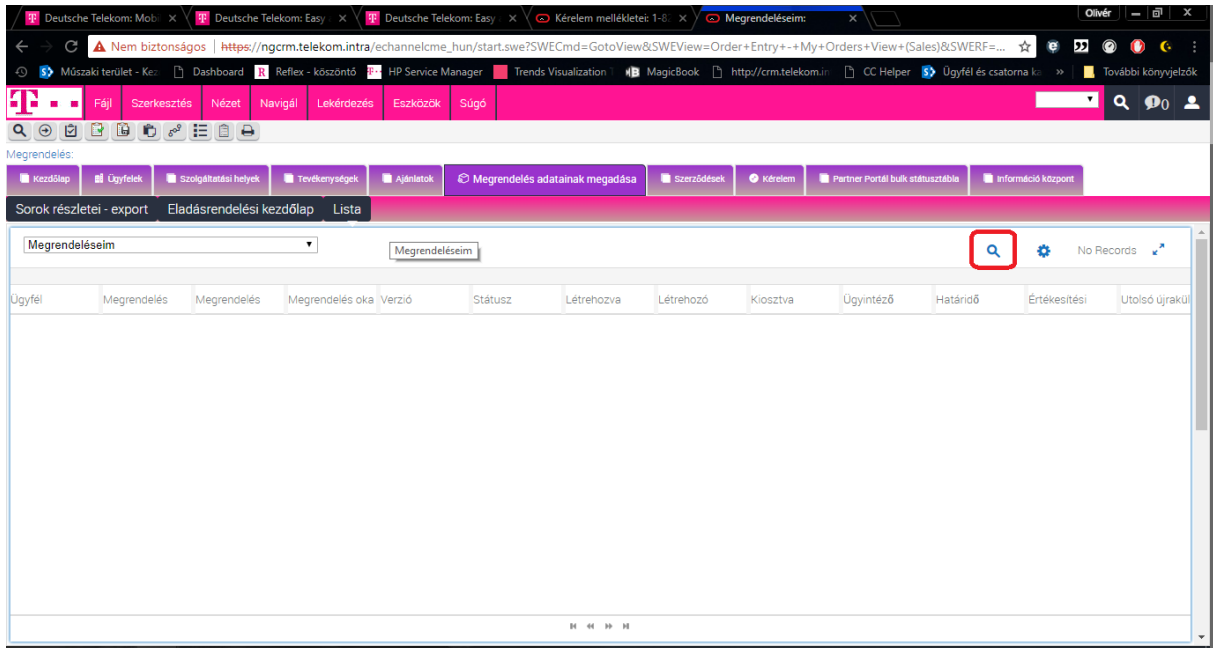 Deutsche Telekom: Mobi Deutsche Telekom: Easy Deutsche Telekom: Easy Kérelem mellékletei: 1-8 Megrendeléseim: Olivér
Nem biztonságos https://ngcrm.telekom.intra/echannelcme_hun/start.swe?SWECmd=GotoView&SWEView=Order+Entry+-+My+Orders+View+(Sales)&SWERF=...
Műszaki terület - Kez Dashboard Reflex - köszöntő HP Service Manager Trends Visualization MagicBook http://crm.telekom.in CC Helper Ügyfél és csatorna ka » További könyvjelzők
Fájl Szerkesztés Nézet Navigál Lekérdezés Eszközök Súgó 0
Megrendelés:
Kezdőlap Ügyfelek Szolgáltatási helyek Tevékenységek Ajánlatok Megrendelés adatainak megadása Szerződések Kérelem Partner Portál bulk státusztábla Információ központ
Sorok részletei - export Eladásrendelési kezdőlap Lista
Megrendeléseim Megrendeléseim No Records
Ügyfél Megrendelés Megrendelés Megrendelés oka Verzió Státusz Létrehozva Létrehozó Kiosztva Ügyintéző Határidő Értékesítési Utolsó újrakül